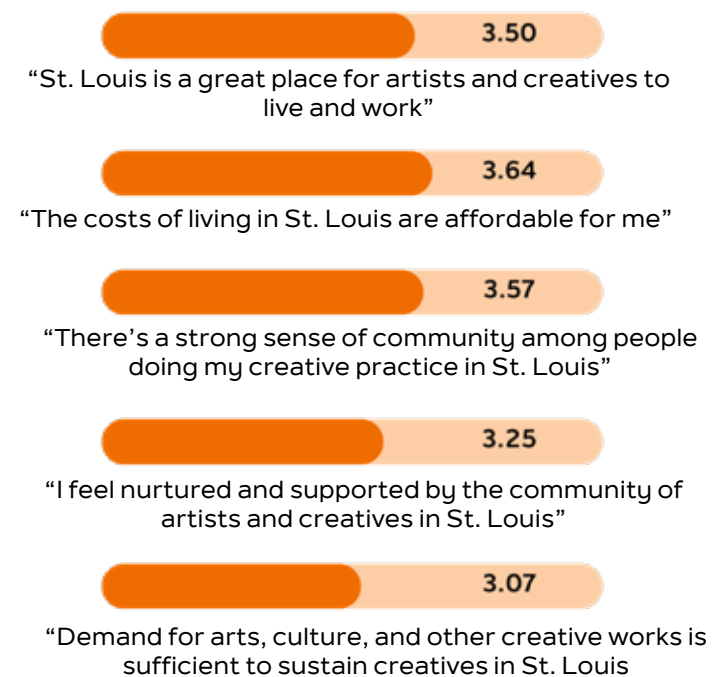 3.50
“St. Louis is a great place for artists and creatives to
live and work”
3.64
“The costs of living in St. Louis are affordable for me”
3.57
“There’s a strong sense of community among people
doing my creative practice in St. Louis”
3.25
“I feel nurtured and supported by the community of
artists and creatives in St. Louis”
3.07
“Demand for arts, culture, and other creative works is
sufficient to sustain creatives in St. Louis